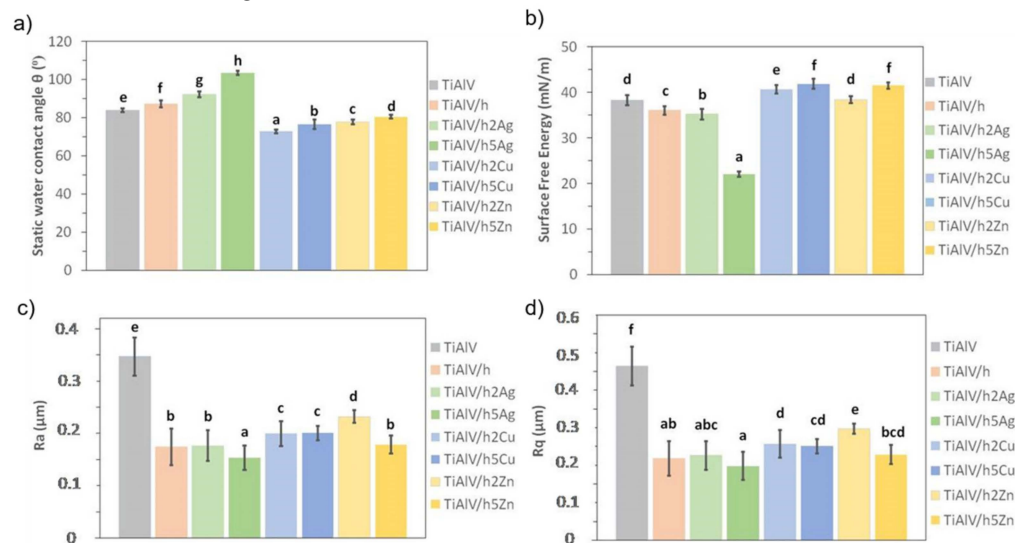 a)
120
100
80
60
40
20
0
Static water contact angle θ (º)
e
f
g
h
a
b
c
d
TiAlV
TiAlV/h
TiAlV/h2Ag
TiAlV/h5Ag
TiAlV/h2Cu
TiAlV/h5Cu
TiAlV/h2Zn
TiAlV/h5Zn
b)
50
40
30
20
10
0
Surface Free Energy (mN/m)
d
c
b
a
e
f
d
f
TiAlV
TiAlV/h
TiAlV/h2Ag
TiAlV/h5Ag
TiAlV/h2Cu
TiAlV/h5Cu
TiAlV/h2Zn
TiAlV/h5Zn
c)
0.4
0.3
0.2
0.1
0
Ra (μm)
e
b
b
a
c
c
d
b
TiAlV
TiAlV/h
TiAlV/h2Ag
TiAlV/h5Ag
TiAlV/h2Cu
TiAlV/h5Cu
TiAlV/h2Zn
TiAlV/h5Zn
d)
0.6
0.5
0.4
0.3
0.2
0.1
0
Rq (μm)
f
ab
abc
a
d
cd
e
bcd
TiAlV
TiAlV/h
TiAlV/h2Ag
TiAlV/h5Ag
TiAlV/h2Cu
TiAlV/h5Cu
TiAlV/h2Zn
TiAlV/h5Zn